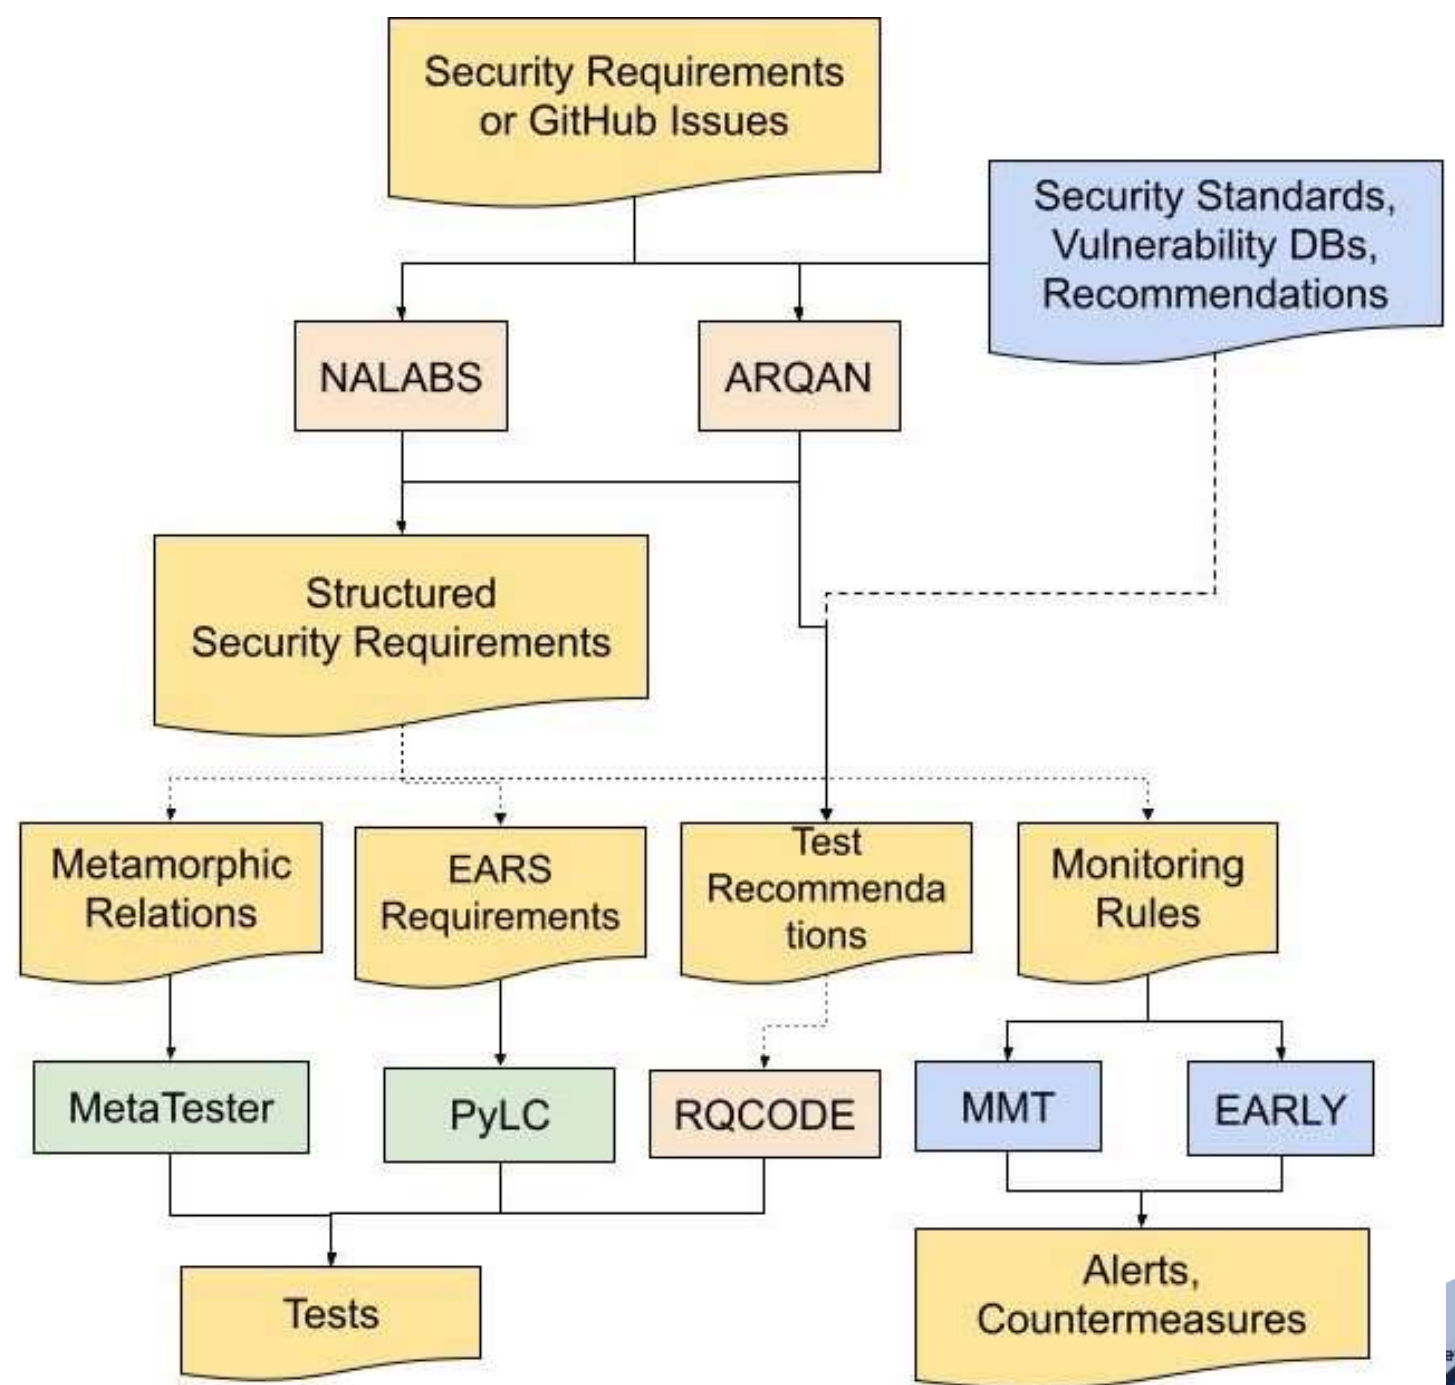 Security Requirements
or GitHub Issues
Security Standards,
Vulnerability DBs,
Recommendations
NALABS
ARQAN
Structured
Security Requirements
Metamorphic
Relations
EARS
Requirements
Test
Recommenda
tions
Monitoring
Rules
MetaTester
PyLC
RQCODE
MMT
EARLY
Tests
Alerts,
Countermeasures